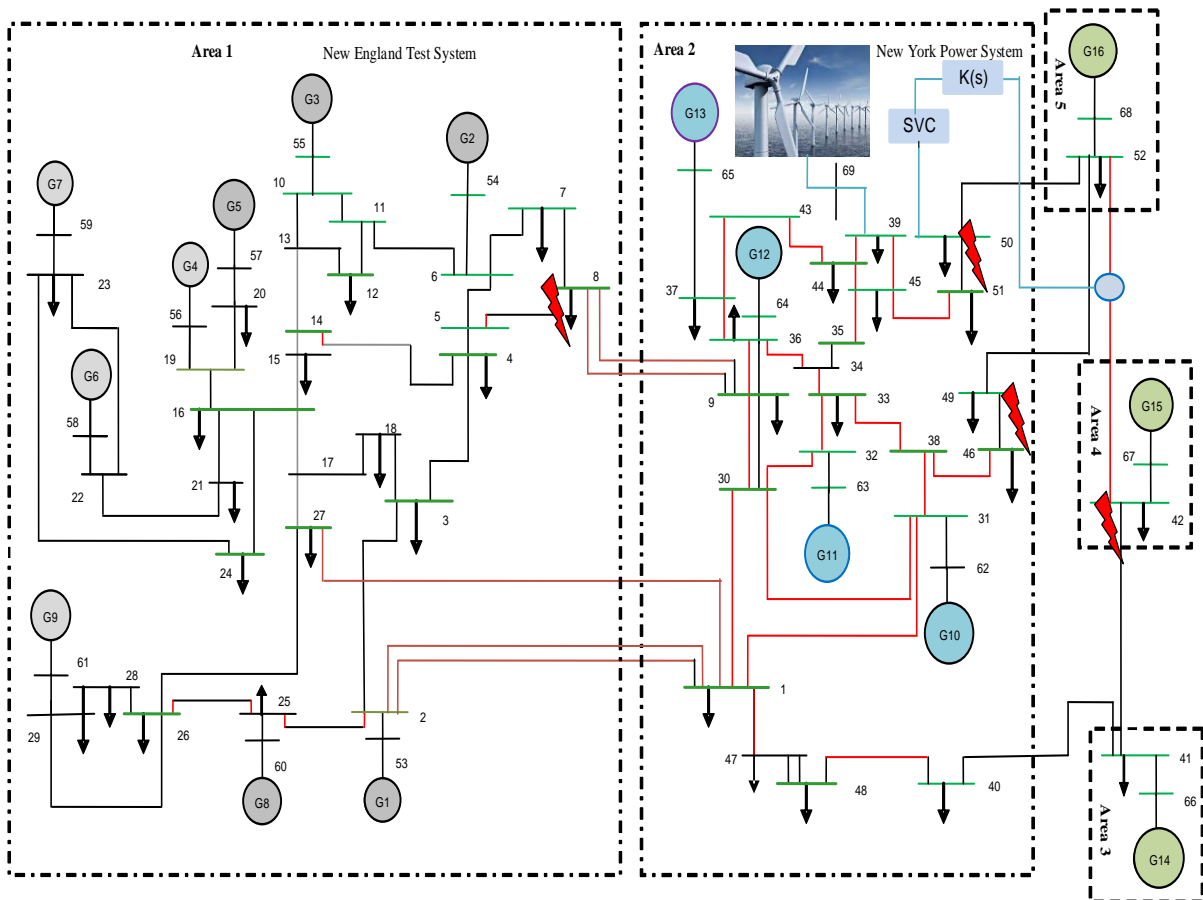 Area 1
New England Test System
Area 2
New York Power System
Area 5
G16
68
52
K(s)
SVC
G3
55
G2
54
G13
65
69
G7
59
G5
57
G4
56
10
11
13
12
7
6
8
5
4
43
39
50
G12
64
44
45
51
37
36
35
34
23
20
19
14
15
G6
58
16
18
17
21
22
3
27
24
9
33
49
46
38
32
30
63
31
G11
62
G10
Area 4
G15
67
42
G9
61
28
25
2
29
26
60
53
G8
G1
1
47
48
40
41
66
Area 3
G14